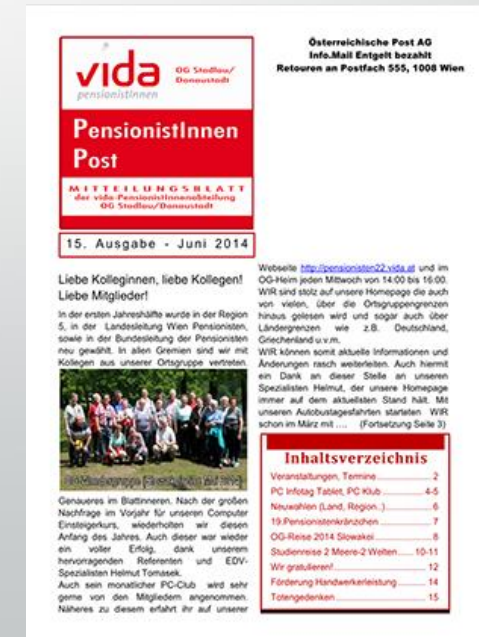 vida
pensionistInnen
OG Stadlau/
Donaustadt
PensionistInnen
Post
MITTEILUNGSBLATT
der vida-PensionistInnenabteilung
OG Stadlau/Donaustadt
15. Ausgabe - Juni 2014
Österreichische Post AG
Info.Mail Entgelt bezahlt
Retouren an Postfach 555, 1008 Wien
Liebe Kolleginnen, liebe Kollegen!
Liebe Mitglieder!
In der ersten Jahreshälfte wurde in der Region
5, in der Landesleitung Wien Pensionisten,
sowie in der Bundesleitung der Pensionisten
neu gewählt. In allen Gremien sind wir mit
Kollegen aus unserer Ortsgruppe vertreten.
Genaueres im Blattinneren. Nach der großen
Nachfrage im Vorjahr für unseren Computer
Einsteigerkurs, wiederholten wir diesen
Anfang des Jahres. Auch dieser war wieder
ein voller Erfolg, dank unserem
hervorragenden Referenten und EDV-
Spezialisten Helmut Tomasek.
Auch sein monatlicher PC-Club wird sehr
gerne von den Mitgliedern angenommen.
Näheres zu diesem erfahrt ihr auf unserer
Webseite http://pensionisten22.vida.at und im
OG-Heim jeden Mittwoch von 14:00 bis 16:00.
WIR sind stolz auf unsere Homepage die auch
von vielen, über die Ortsgruppengrenzen
hinaus gelesen wird und sogar auch über
Ländergrenzen wie z.B. Deutschland,
Griechenland u.v.m.
WIR können somit aktuelle Informationen und
Änderungen rasch weiterleiten. Auch hiermit
ein Dank an dieser Stelle an unseren
Spezialisten Helmut, der unsere Homepage
immer auf dem aktuellsten Stand hält. Mit
unseren Autobustagesfahrten starteten WIR
schon im März mit .... (Fortsetzung Seite 3)
Inhaltsverzeichnis
Veranstaltungen, Termine 2
PC Infotag Tablet, PC Klub 4-5
Neuwahlen (Land, Region..) 6
19.Pensionistenkränzchen 7
OG-Reise 2014 Slowakei 8
Studienreise 2 Meere-2 Welten 10-11
Wir gratulieren! 12
Förderung Handwerkerleistung 14
Totengedenken 15